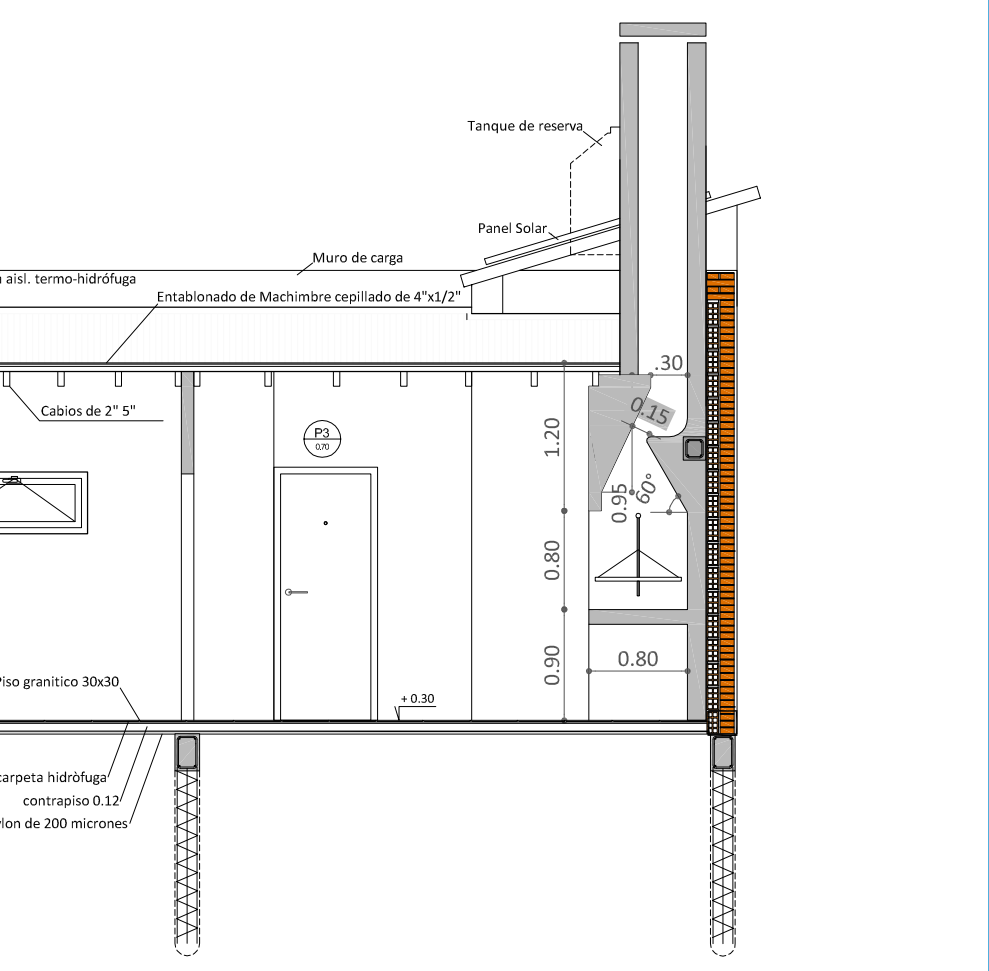 Tanque de reserva
Panel Solar
Muro de carga
aisl. termo-hidrófuga
Entablonado de Machimbre cepillado de 4"x1/2"
.30
Cabios de 2" 5"
0.15
P3
0.70
1.20
0.95
60°
0.80
0.90
0.80
Piso granitico 30x30
+ 0.30
carpeta hidròfuga
contrapiso 0.12
de 200 micrones